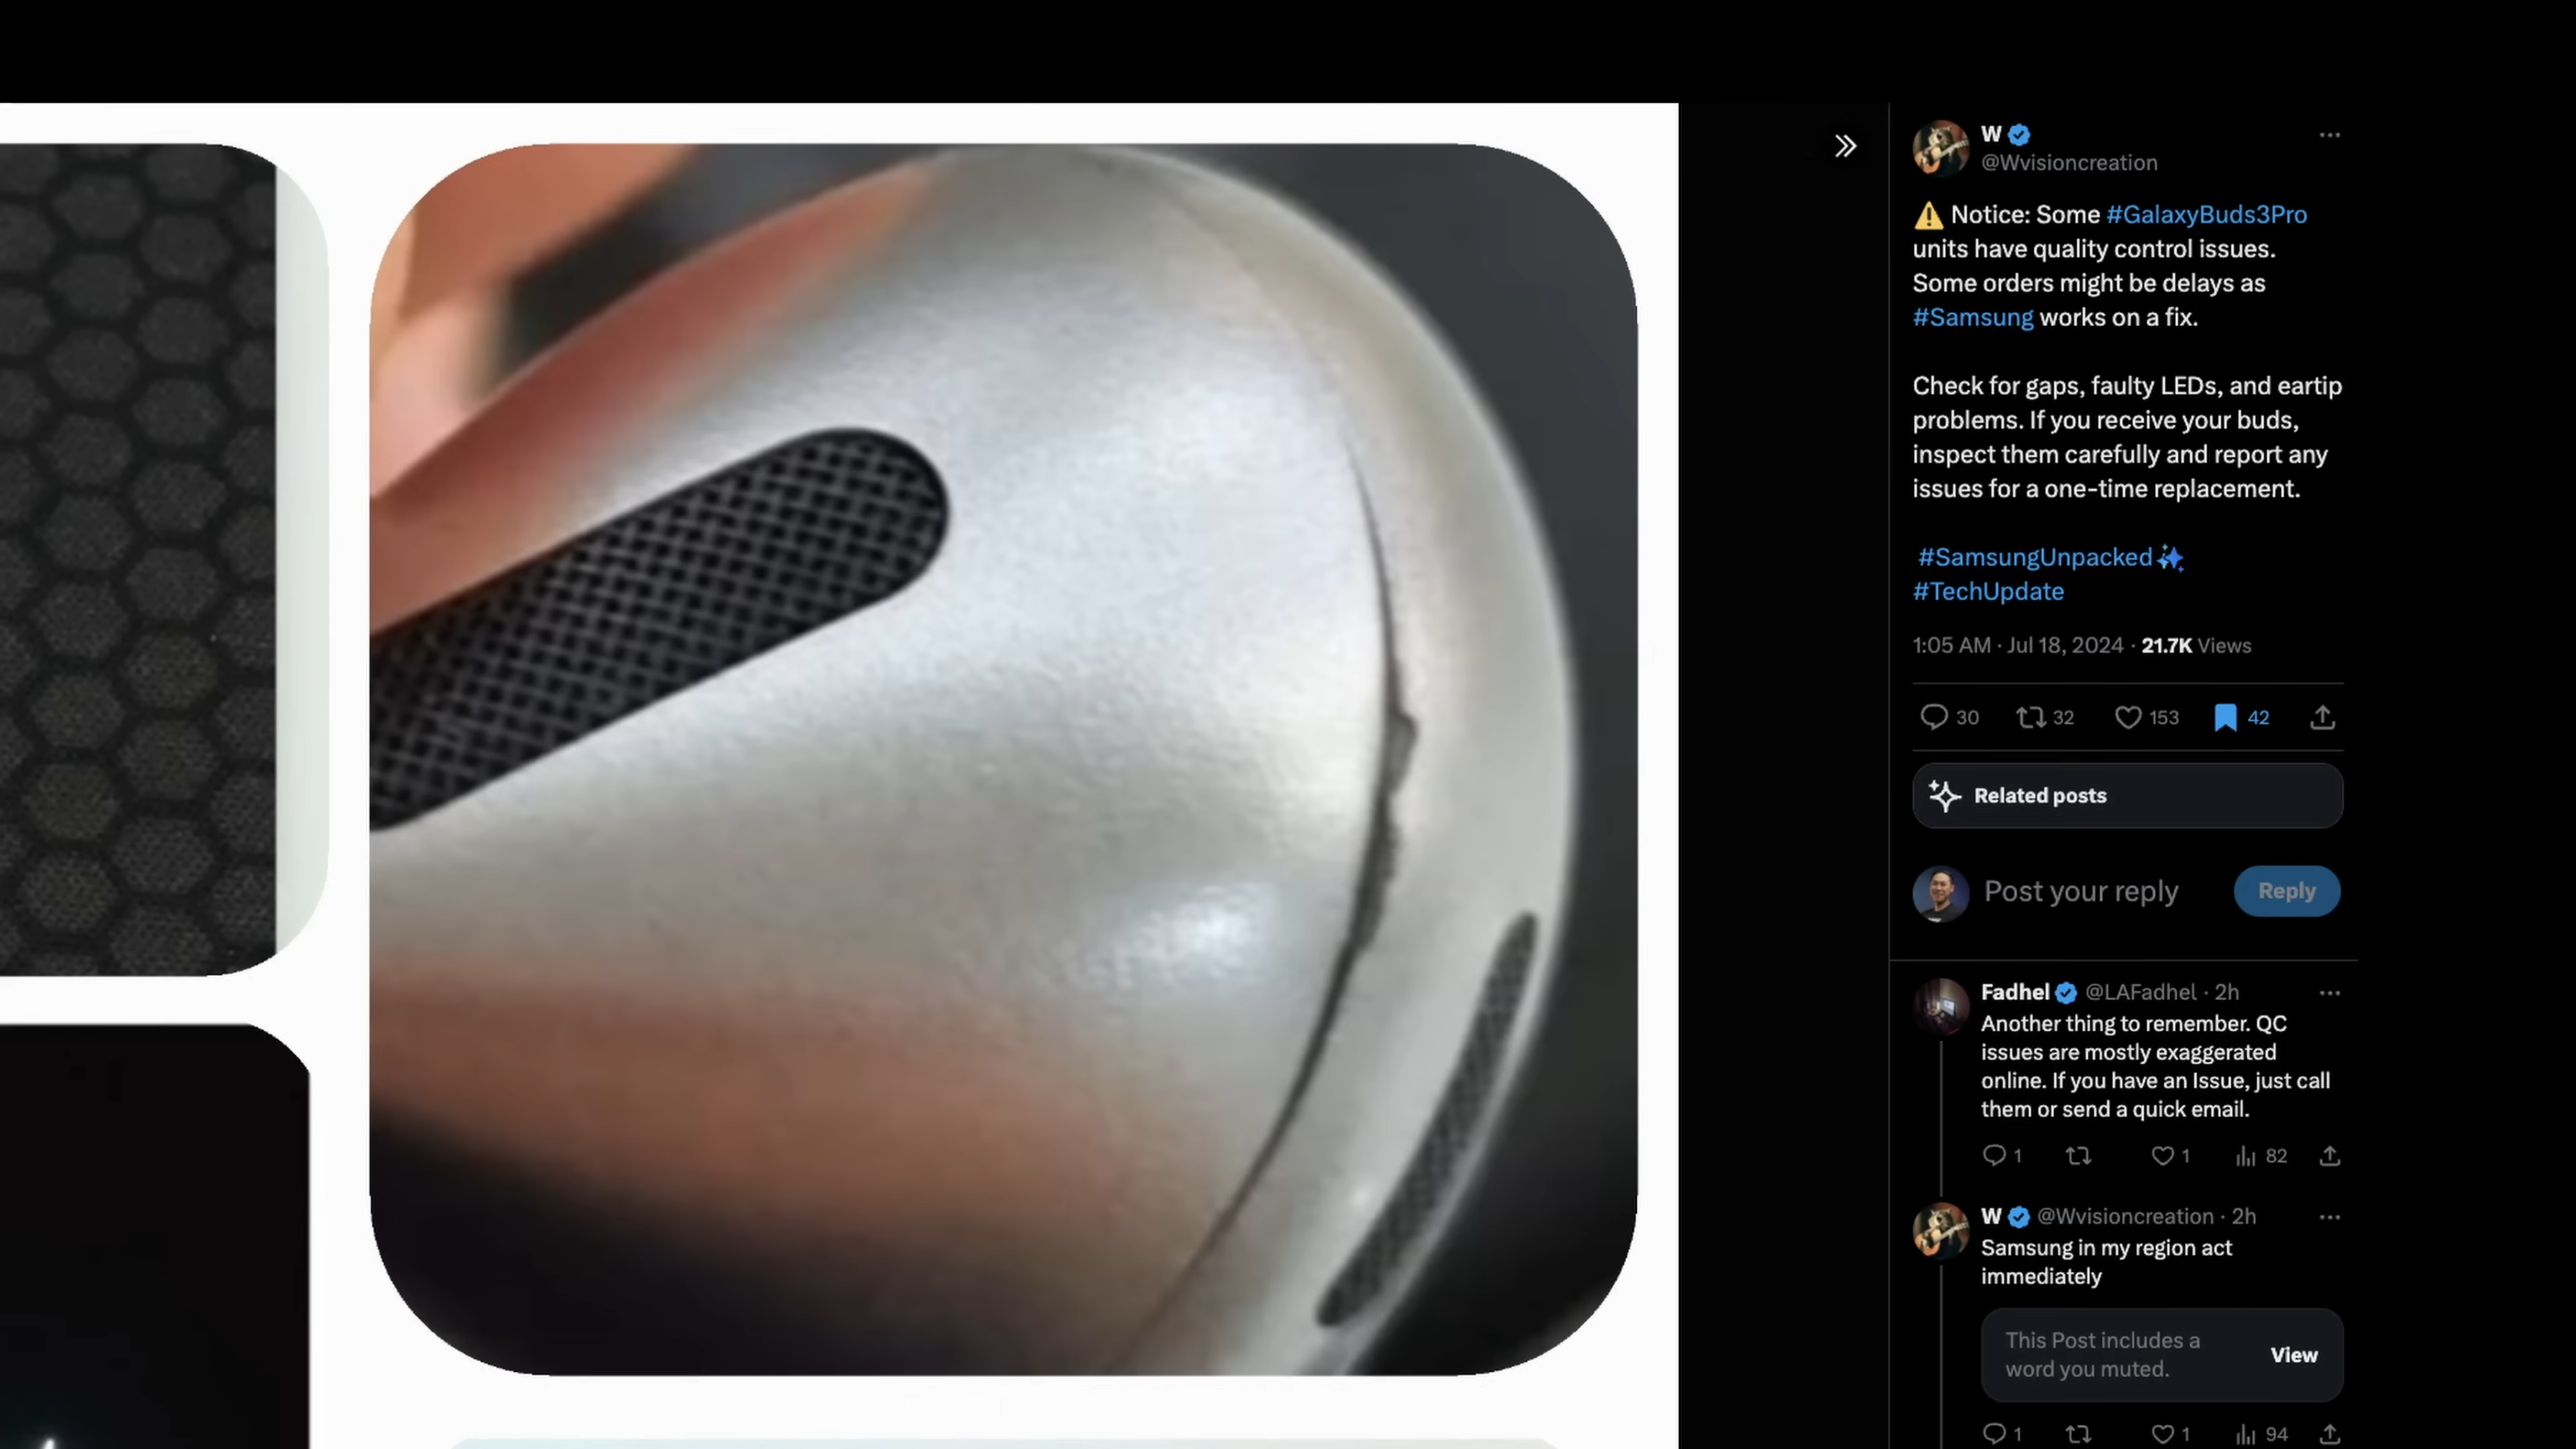 W
@Wvisioncreation
⚠️ Notice: Some #GalaxyBuds3Pro
units have quality control issues.
Some orders might be delays as
#Samsung works on a fix.
Check for gaps, faulty LEDs, and eartip
problems. If you receive your buds,
inspect them carefully and report any
issues for a one-time replacement.
#SamsungUnpacked
#TechUpdate
1:05 AM · Jul 18, 2024 · 21.7K Views
30 32 153 42
Related posts
Post your reply Reply
Fadhel @LAFadhel · 2h
Another thing to remember. QC
issues are mostly exaggerated
online. If you have an Issue, just call
them or send a quick email.
1 1 82
W @Wvisioncreation · 2h
Samsung in my region act
immediately
This Post includes a
word you muted. View
1 1 94